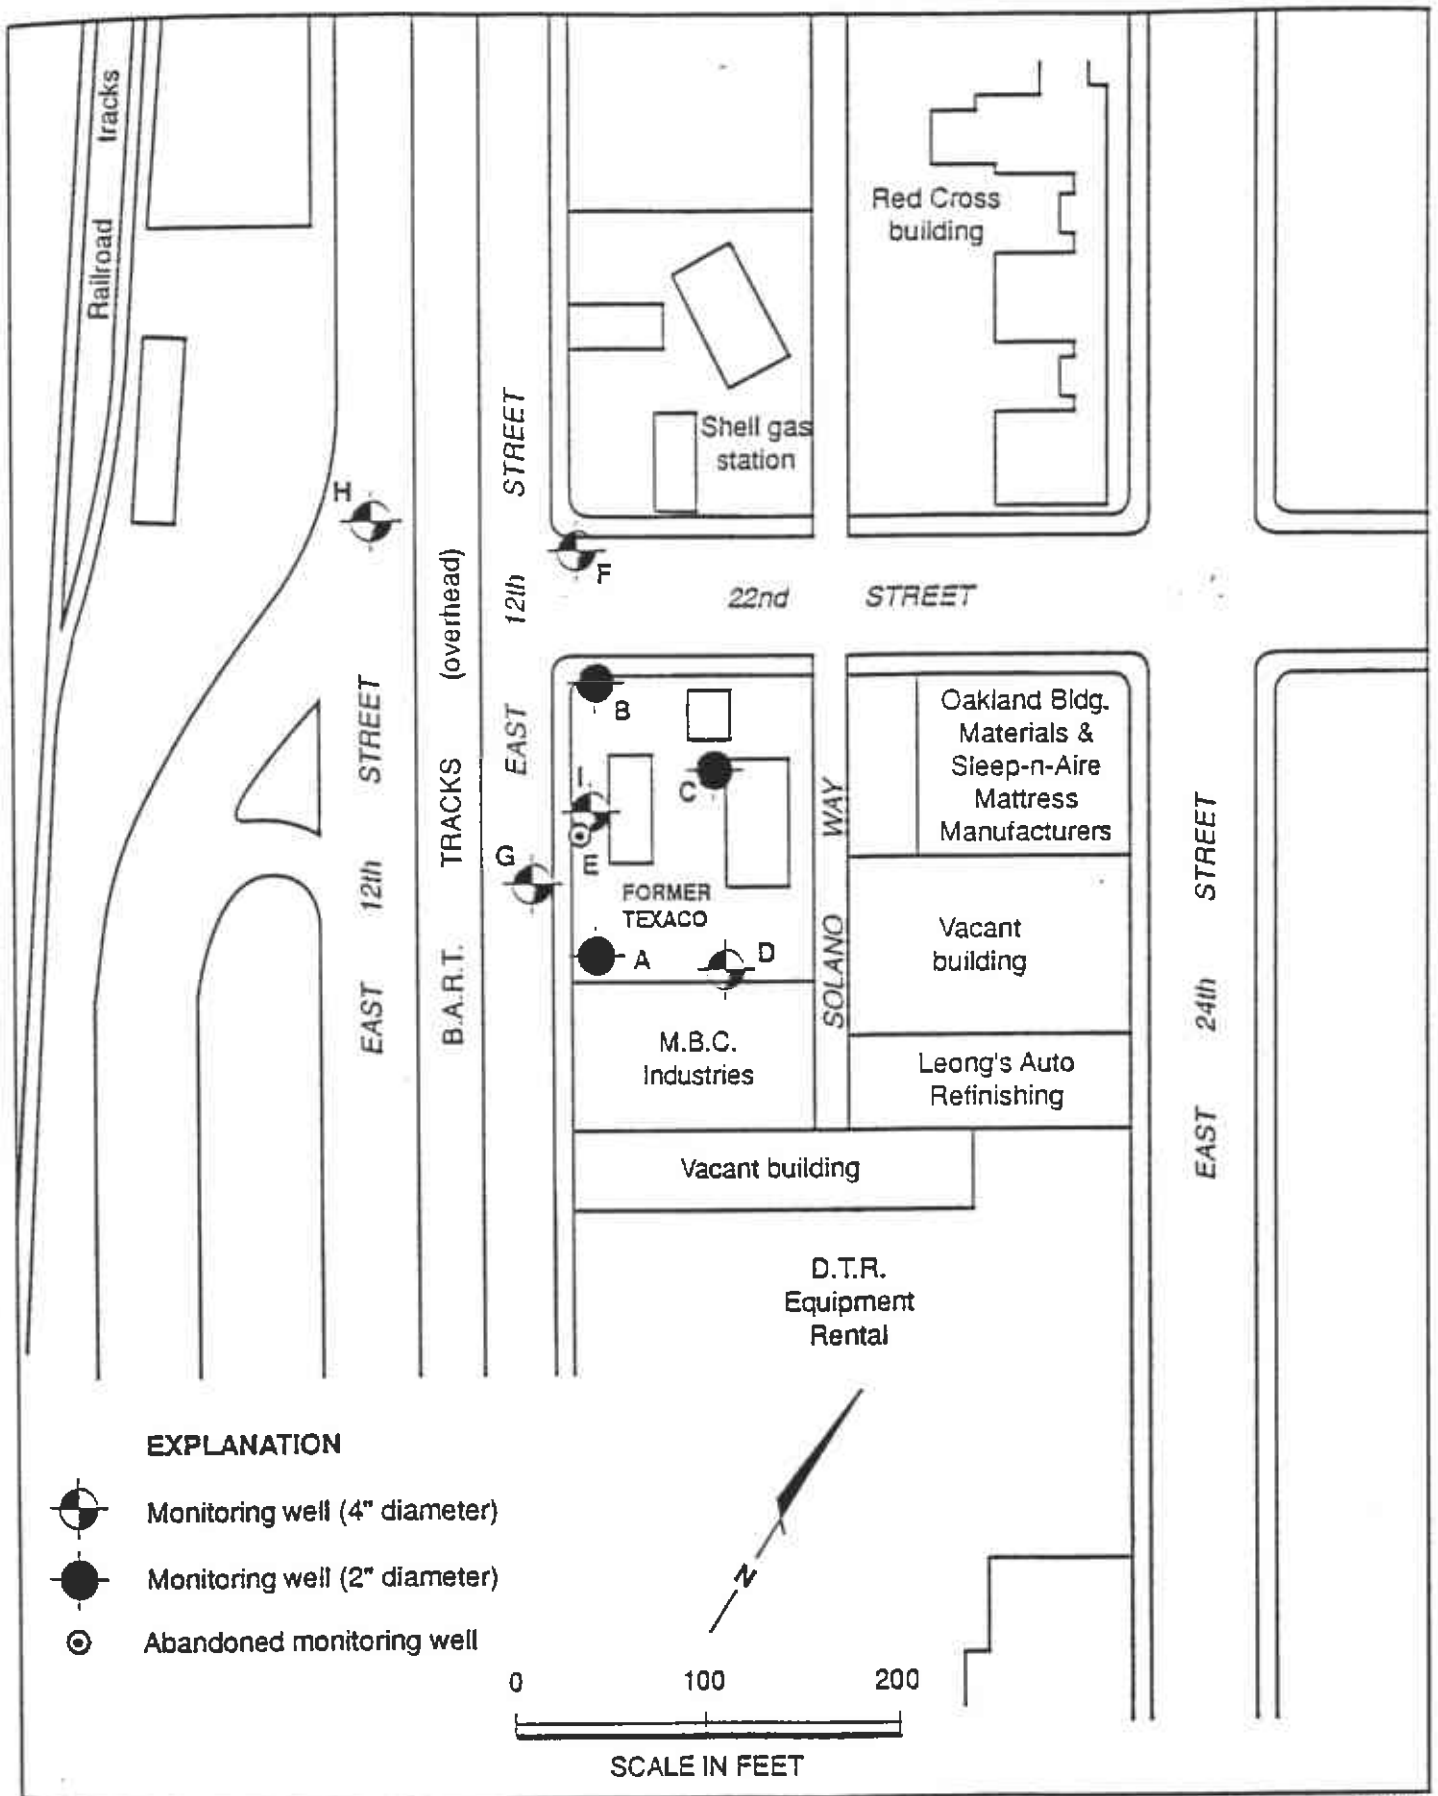 Railroad tracks
Red Cross
building
Shell gas
station
H
F
EAST 12th STREET
22nd STREET
B.A.R.T. TRACKS (overhead)
EAST 12th STREET
B
C
I
E
G
A
D
FORMER
TEXACO
SOLANO WAY
Oakland Bldg.
Materials &
Sleep-n-Aire
Mattress
Manufacturers
Vacant
building
EAST 24th STREET
M.B.C.
Industries
Leong's Auto
Refinishing
Vacant building
D.T.R.
Equipment
Rental
N
EXPLANATION
Monitoring well (4" diameter)
Monitoring well (2" diameter)
Abandoned monitoring well
0 100 200
SCALE IN FEET